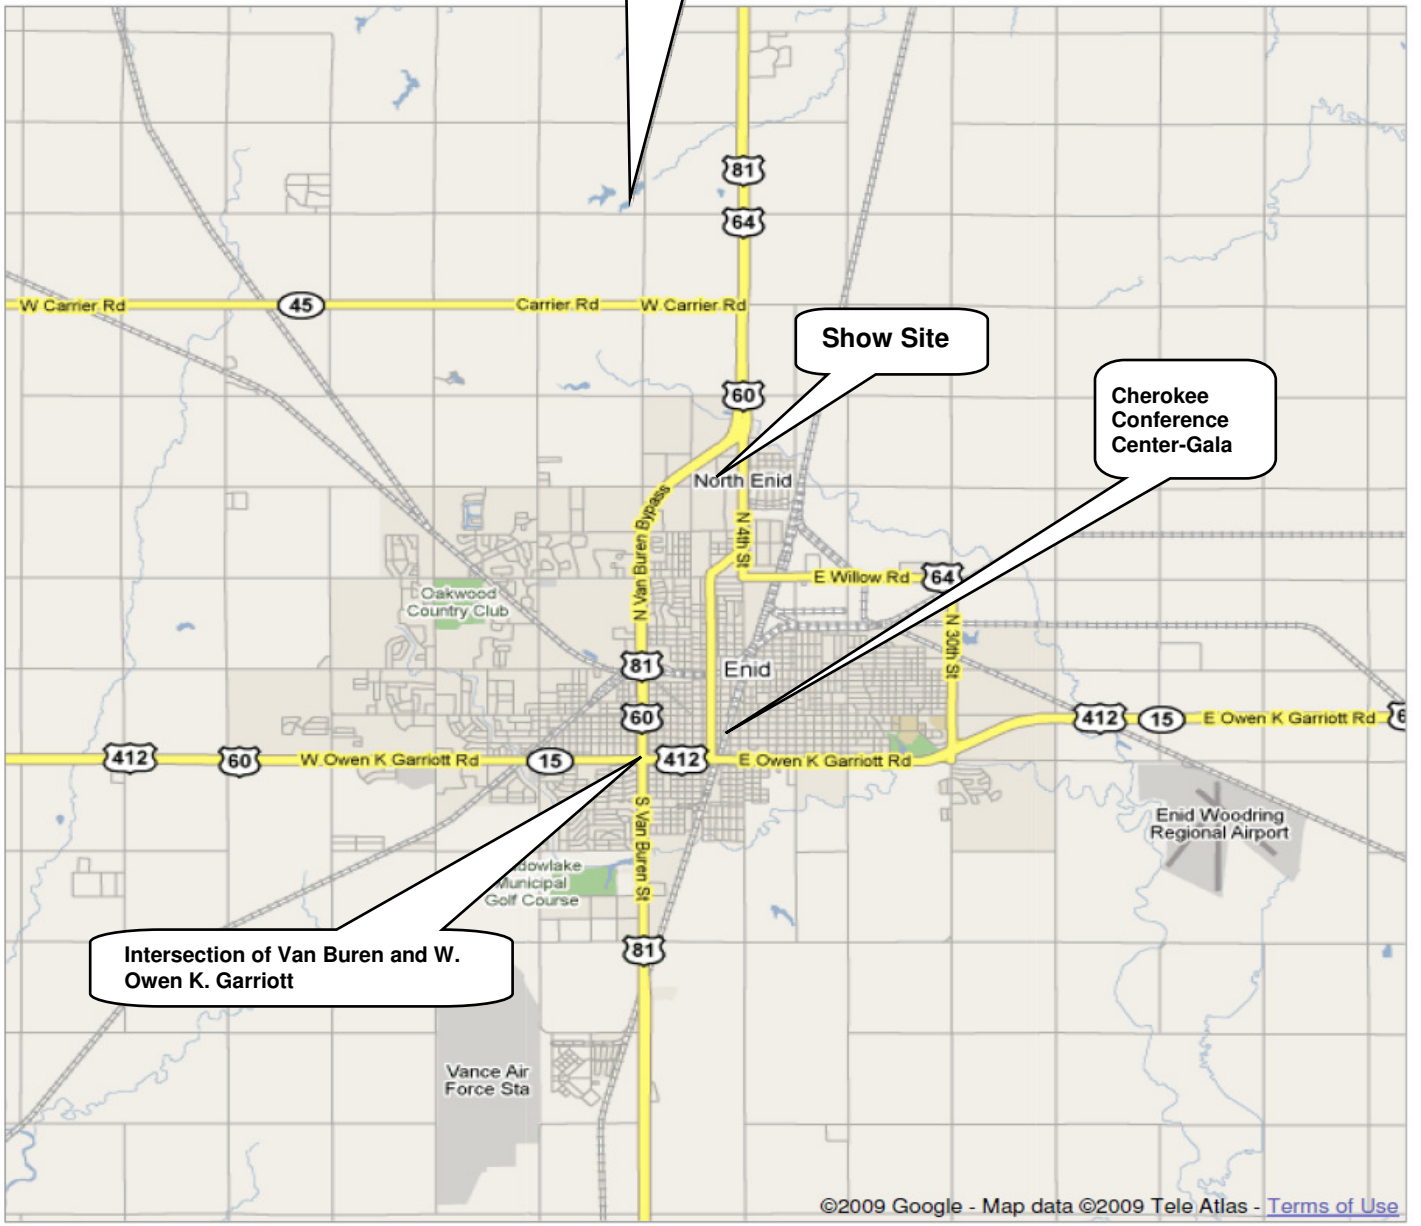 81
64
W Carrier Rd
45
Carrier Rd
W Carrier Rd
Show Site
60
Cherokee
Conference
Center-Gala
North Enid
N Van Buren Bypass
N 4th St
E Willow Rd
64
Oakwood
Country Club
N 30th St
81
Enid
60
412
15
E Owen K Garriott Rd
6
412
60
W Owen K Garriott Rd
15
412
E Owen K Garriott Rd
S Van Buren St
Enid Woodring
Regional Airport
dowlake
Municipal
Golf Course
Intersection of Van Buren and W.
Owen K. Garriott
81
Vance Air
Force Sta
©2009 Google - Map data ©2009 Tele Atlas - Terms of Use